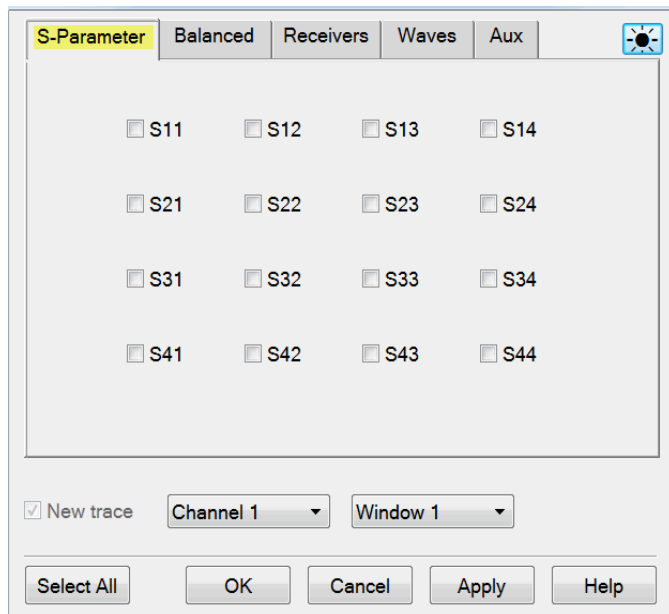 S-Parameter Balanced Receivers Waves Aux
S11 S12 S13 S14
S21 S22 S23 S24
S31 S32 S33 S34
S41 S42 S43 S44
New trace Channel 1 Window 1
Select All OK Cancel Apply Help